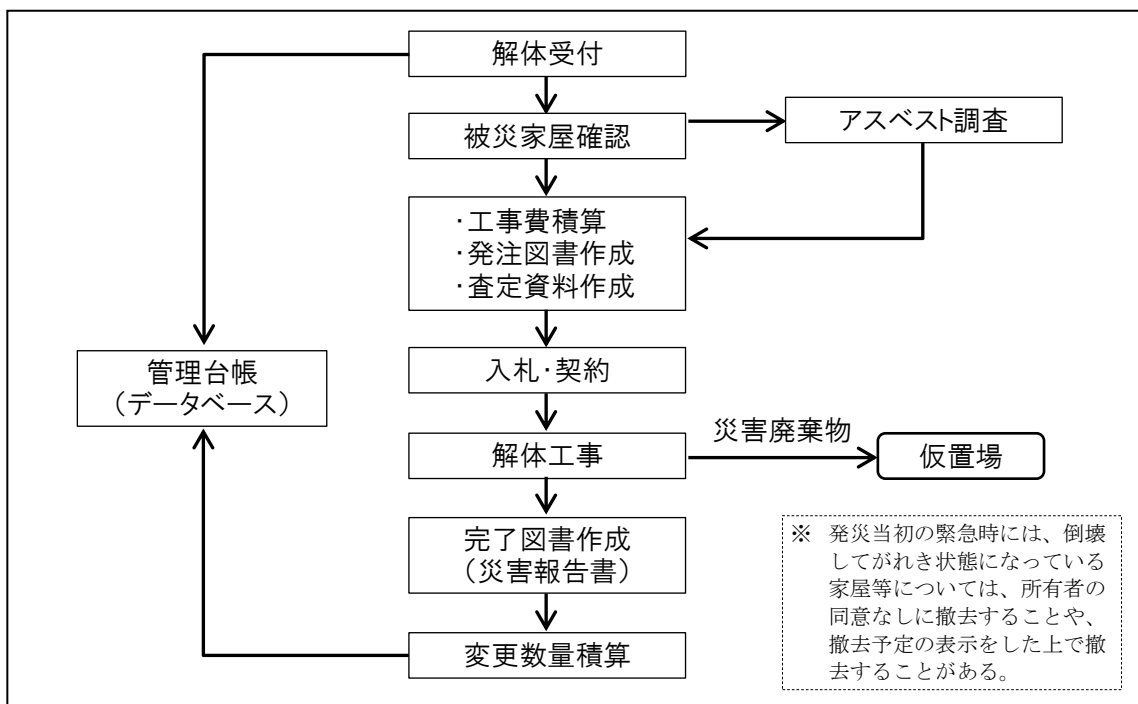 解体受付
被災家屋確認
アスベスト調査
・工事費積算
・発注図書作成
・査定資料作成
入札・契約
管理台帳
（データベース）
解体工事
災害廃棄物
仮置場
完了図書作成
（災害報告書）
変更数量積算
※ 発災当初の緊急時には、倒壊
してがれき状態になっている
家屋等については、所有者の
同意なしに撤去することや、
撤去予定の表示をした上で撤
去することがある。